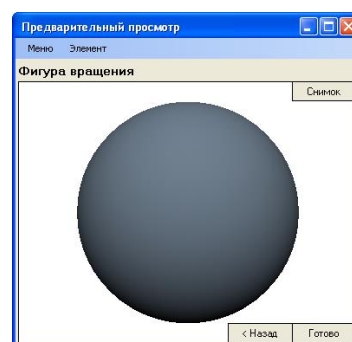 Предварительный просмотр
Меню Элемент
Фигура вращения
Снимок
< Назад Готово